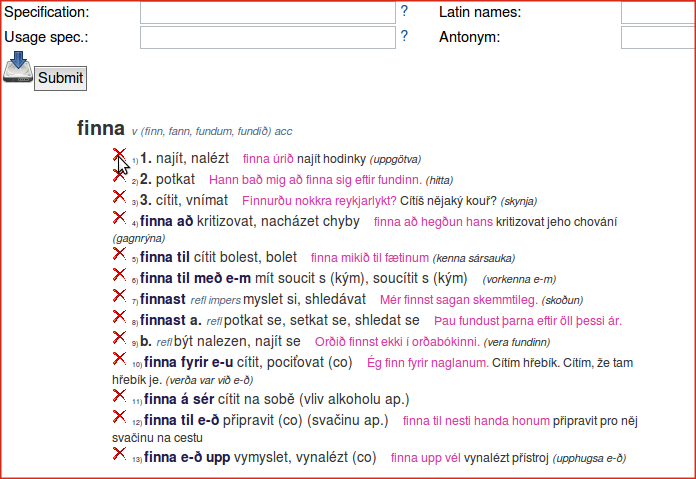 Specification: ? Latin names:
Usage spec.: ? Antonym:
Submit
finna v (finn, fann, fundum, fundið) acc
1) 1. najít, nalézt finna úrið najít hodinky (uppgötva)
2) 2. potkat Hann bað mig að finna sig eftir fundinn. (hitta)
3) 3. cítit, vnímat Finnurðu nokkra reykjarlykt? Cítíš nějaký kouř? (skynja)
4) finna að kritizovat, nacházet chyby finna að hegðun hans kritizovat jeho chování
(gagnrýna)
5) finna til cítit bolest, bolet finna mikið til fætinum (kenna sársauka)
6) finna til með e-m mít soucit s (kým), soucítit s (kým) (vorkenna e-m)
7) finnast refl impers myslet si, shledávat Mér finnst sagan skemmtileg. (skoðun)
8) finnast a. refl potkat se, setkat se, shledat se Þau fundust þarna eftir öll þessi ár.
9) b. refl být nalezen, najít se Orðið finnst ekki í orðabókinni. (vera fundinn)
10) finna fyrir e-u cítit, pociťovat (co) Ég finn fyrir naglanum. Cítím hřebík. Cítím, že tam
hřebík je. (verða var við e-ð)
11) finna á sér cítit na sobě (vliv alkoholu ap.)
12) finna til e-ð připravit (co) (svačinu ap.) finna til nesti handa honum připravit pro něj
svačinu na cestu
13) finna e-ð upp vymyslet, vynalézt (co) finna upp vél vynalézt přístroj (upphugsa e-ð)